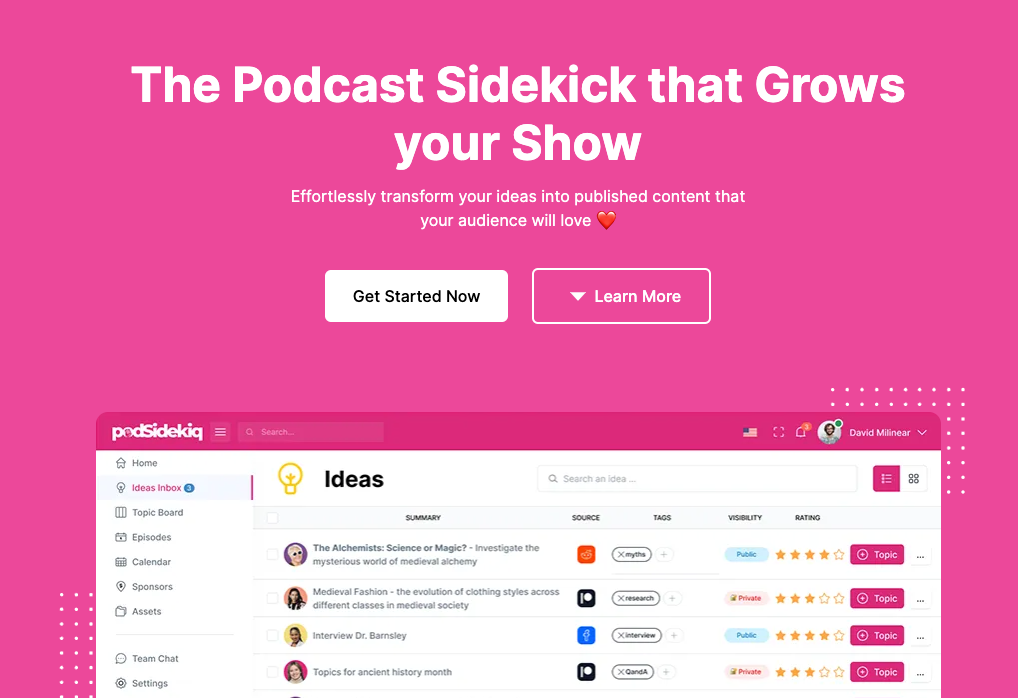 The Podcast Sidekick that Grows
your Show
Effortlessly transform your ideas into published content that
your audience will love ❤️
Get Started Now
Learn More
podSidekiq
Search...
3
David Milinear
Home
Ideas Inbox 3
Topic Board
Episodes
Calendar
Sponsors
Assets
Team Chat
Settings
Ideas
Search an idea ...
SUMMARY SOURCE TAGS VISIBILITY RATING
The Alchemists: Science or Magic? - Investigate the
mysterious world of medieval alchemy
myths
Public
Topic
...
Medieval Fashion - the evolution of clothing styles across
different classes in medieval society
research
Private
Topic
...
Interview Dr. Barnsley
interview
Public
Topic
...
Topics for ancient history month
QandA
Private
Topic
...